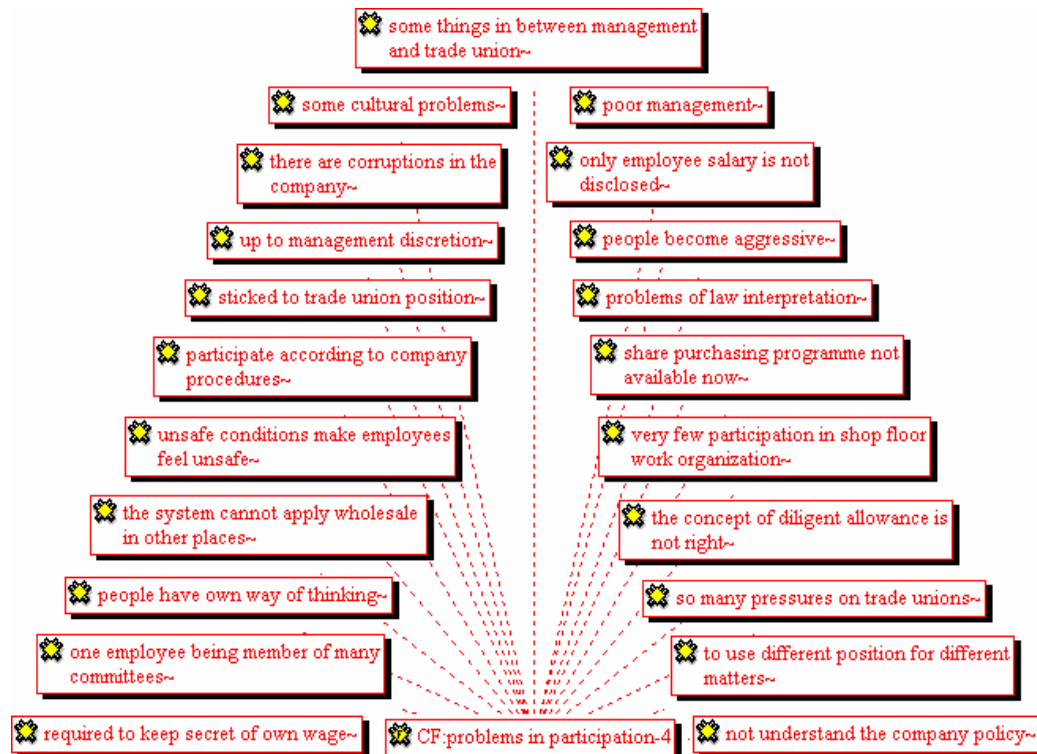 some things in between management
and trade union~
some cultural problems~
poor management~
there are corruptions in the
company~
only employee salary is not
disclosed~
up to management discretion~
people become aggressive~
sticked to trade union position~
problems of law interpretation~
participate according to company
procedures~
share purchasing programme not
available now~
unsafe conditions make employees
feel unsafe~
very few participation in shop floor
work organization~
the system cannot apply wholesale
in other places~
the concept of diligent allowance is
not right~
people have own way of thinking~
so many pressures on trade unions~
one employee being member of many
committees~
to use different position for different
matters~
required to keep secret of own wage~
CF:problems in participation-4
not understand the company policy~